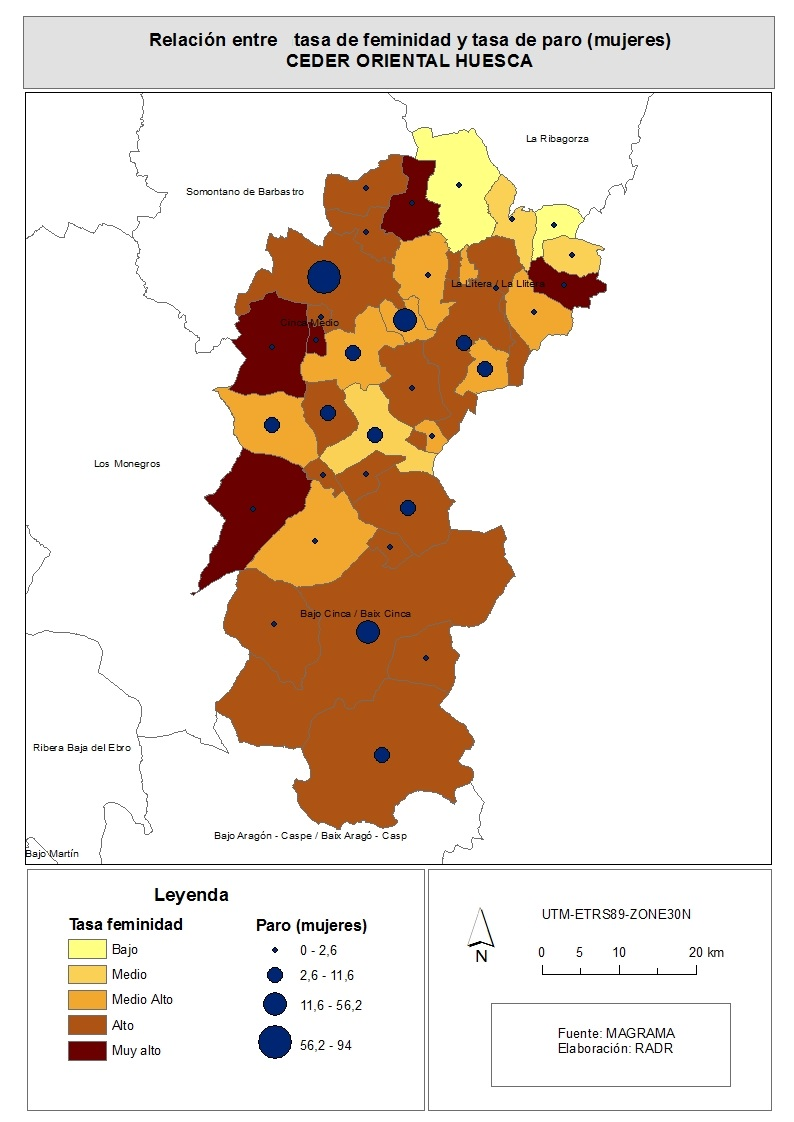 Relación entre   tasa de feminidad y tasa de paro (mujeres)
CEDER ORIENTAL HUESCA
La Ribagorza
Somontano de Barbastro
La Litera / La Llitera
Cinca Medio
Los Monegros
Bajo Cinca / Baix Cinca
Ribera Baja del Ebro
Bajo Aragón - Caspe / Baix Aragó - Casp
Bajo Martín
Leyenda
Tasa feminidad
Bajo
Medio
Medio Alto
Alto
Muy alto
Paro (mujeres)
0 - 2,6
2,6 - 11,6
11,6 - 56,2
56,2 - 94
N
UTM-ETRS89-ZONE30N
0 5 10 20 km
Fuente: MAGRAMA
Elaboración: RADR